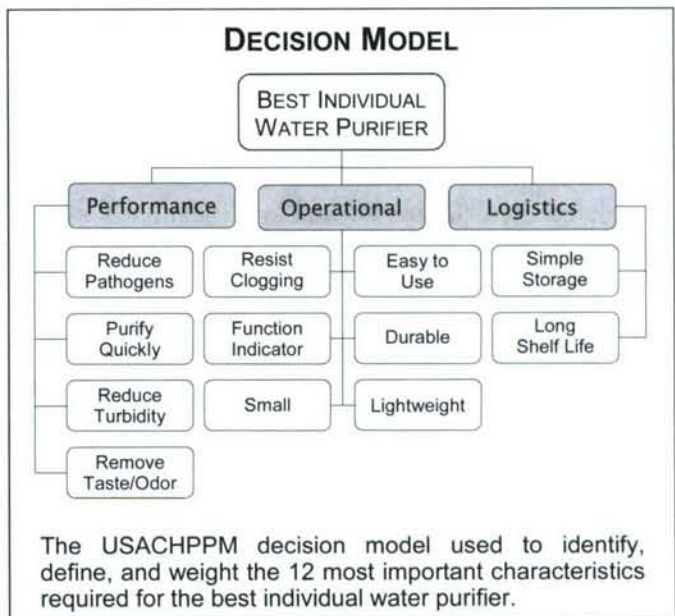 DECISION MODEL
BEST INDIVIDUAL
WATER PURIFIER
Performance
Operational
Logistics
Reduce
Pathogens
Purify
Quickly
Reduce
Turbidity
Remove
Taste/Odor
Resist
Clogging
Function
Indicator
Small
Easy to
Use
Durable
Lightweight
Simple
Storage
Long
Shelf Life
The USACHPPM decision model used to identify,
define, and weight the 12 most important characteristics
required for the best individual water purifier.